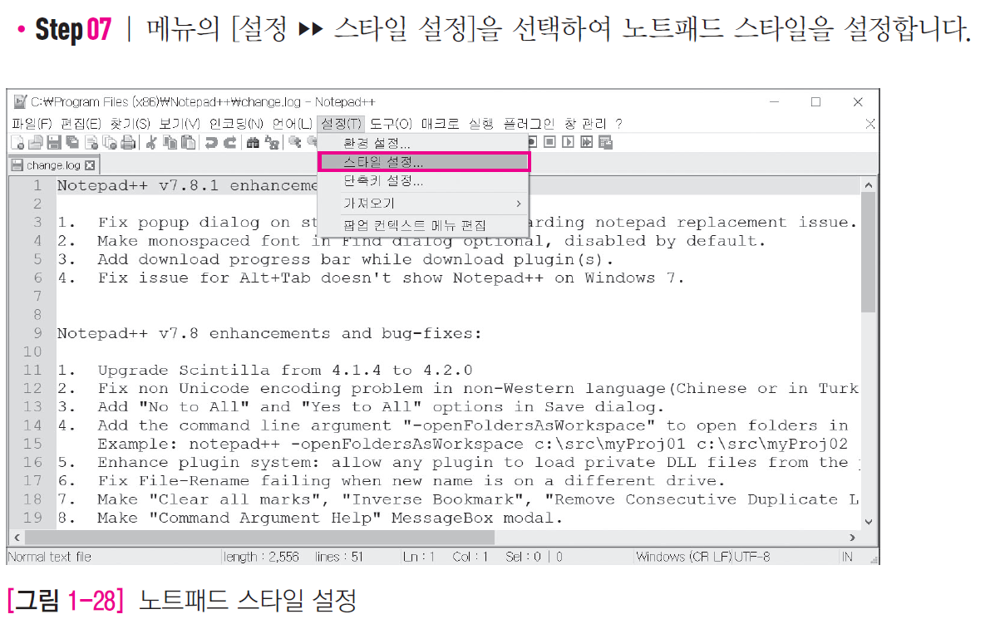 • Step 07 | 메뉴의 [설정 ▶▶ 스타일 설정]을 선택하여 노트패드 스타일을 설정합니다.
C:₩Program Files (x86)₩Notepad++₩change.log - Notepad++
파일(F) 편집(E) 찾기(S) 보기(V) 인코딩(N) 언어(L) 설정(T) 도구(O) 매크로 실행 플러그인 창 관리 ? X
환경 설정...
change.log
스타일 설정...
단축키 설정...
가져오기 >
팝업 컨텍스트 메뉴 편집
1 Notepad++ v7.8.1 enhanceme
2
3 1. Fix popup dialog on st arding notepad replacement issue.
4 2. Make monospaced font in Find dialog optional, disabled by default.
5 3. Add download progress bar while download plugin(s).
6 4. Fix issue for Alt+Tab doesn't show Notepad++ on Windows 7.
7
8
9 Notepad++ v7.8 enhancements and bug-fixes:
10
11 1. Upgrade Scintilla from 4.1.4 to 4.2.0
12 2. Fix non Unicode encoding problem in non-Western language(Chinese or in Turk
13 3. Add "No to All" and "Yes to All" options in Save dialog.
14 4. Add the command line argument "-openFoldersAsWorkspace" to open folders in
15 Example: notepad++ -openFoldersAsWorkspace c:\src\myProj01 c:\src\myProj02
16 5. Enhance plugin system: allow any plugin to load private DLL files from the
17 6. Fix File-Rename failing when new name is on a different drive.
18 7. Make "Clear all marks", "Inverse Bookmark", "Remove Consecutive Duplicate L
19 8. Make "Command Argument Help" MessageBox modal.
Normal text file length : 2,556 lines : 51 Ln : 1 Col : 1 Sel : 0 | 0 Windows (CR LF) UTF-8 IN
[그림 1-28] 노트패드 스타일 설정